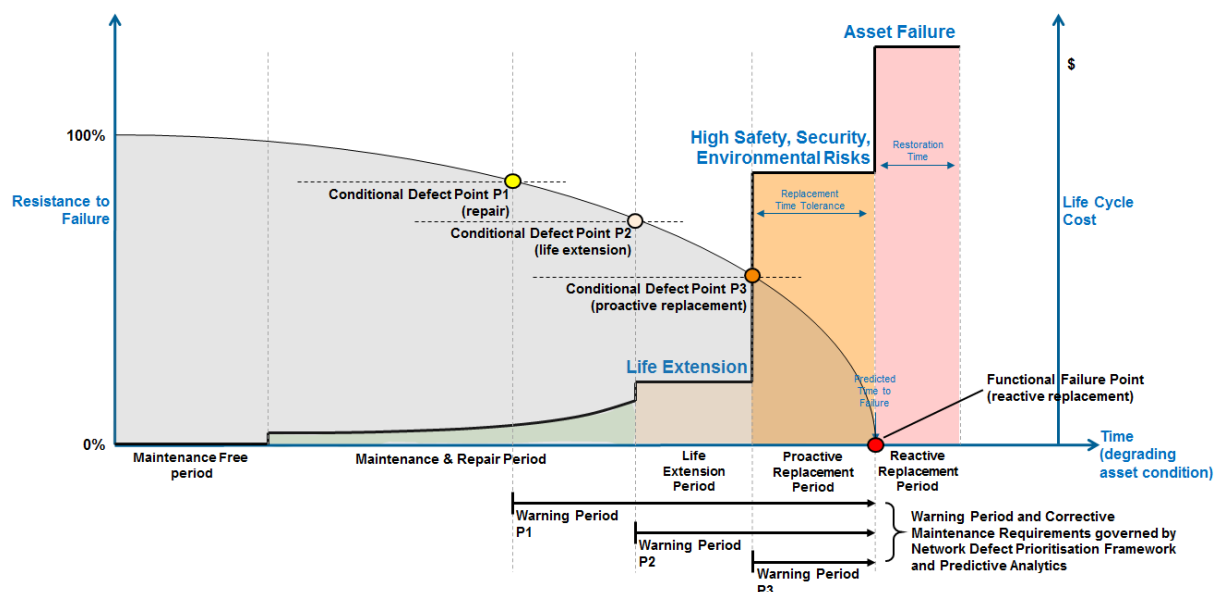 Asset Failure
$
100%
High Safety, Security,
Environmental Risks
Restoration
Time
Resistance to
Failure
Conditional Defect Point P1
(repair)
Replacement
Time Tolerance
Life Cycle
Cost
Conditional Defect Point P2
(life extension)
Conditional Defect Point P3
(proactive replacement)
Life Extension
Predicted
Time to
Failure
Functional Failure Point
(reactive replacement)
0%
Time
(degrading
asset condition)
Maintenance Free
period
Maintenance & Repair Period
Life
Extension
Period
Proactive
Replacement
Period
Reactive
Replacement
Period
Warning Period
P1
Warning Period
P2
Warning Period
P3
Warning Period and Corrective
Maintenance Requirements governed by
Network Defect Prioritisation Framework
and Predictive Analytics